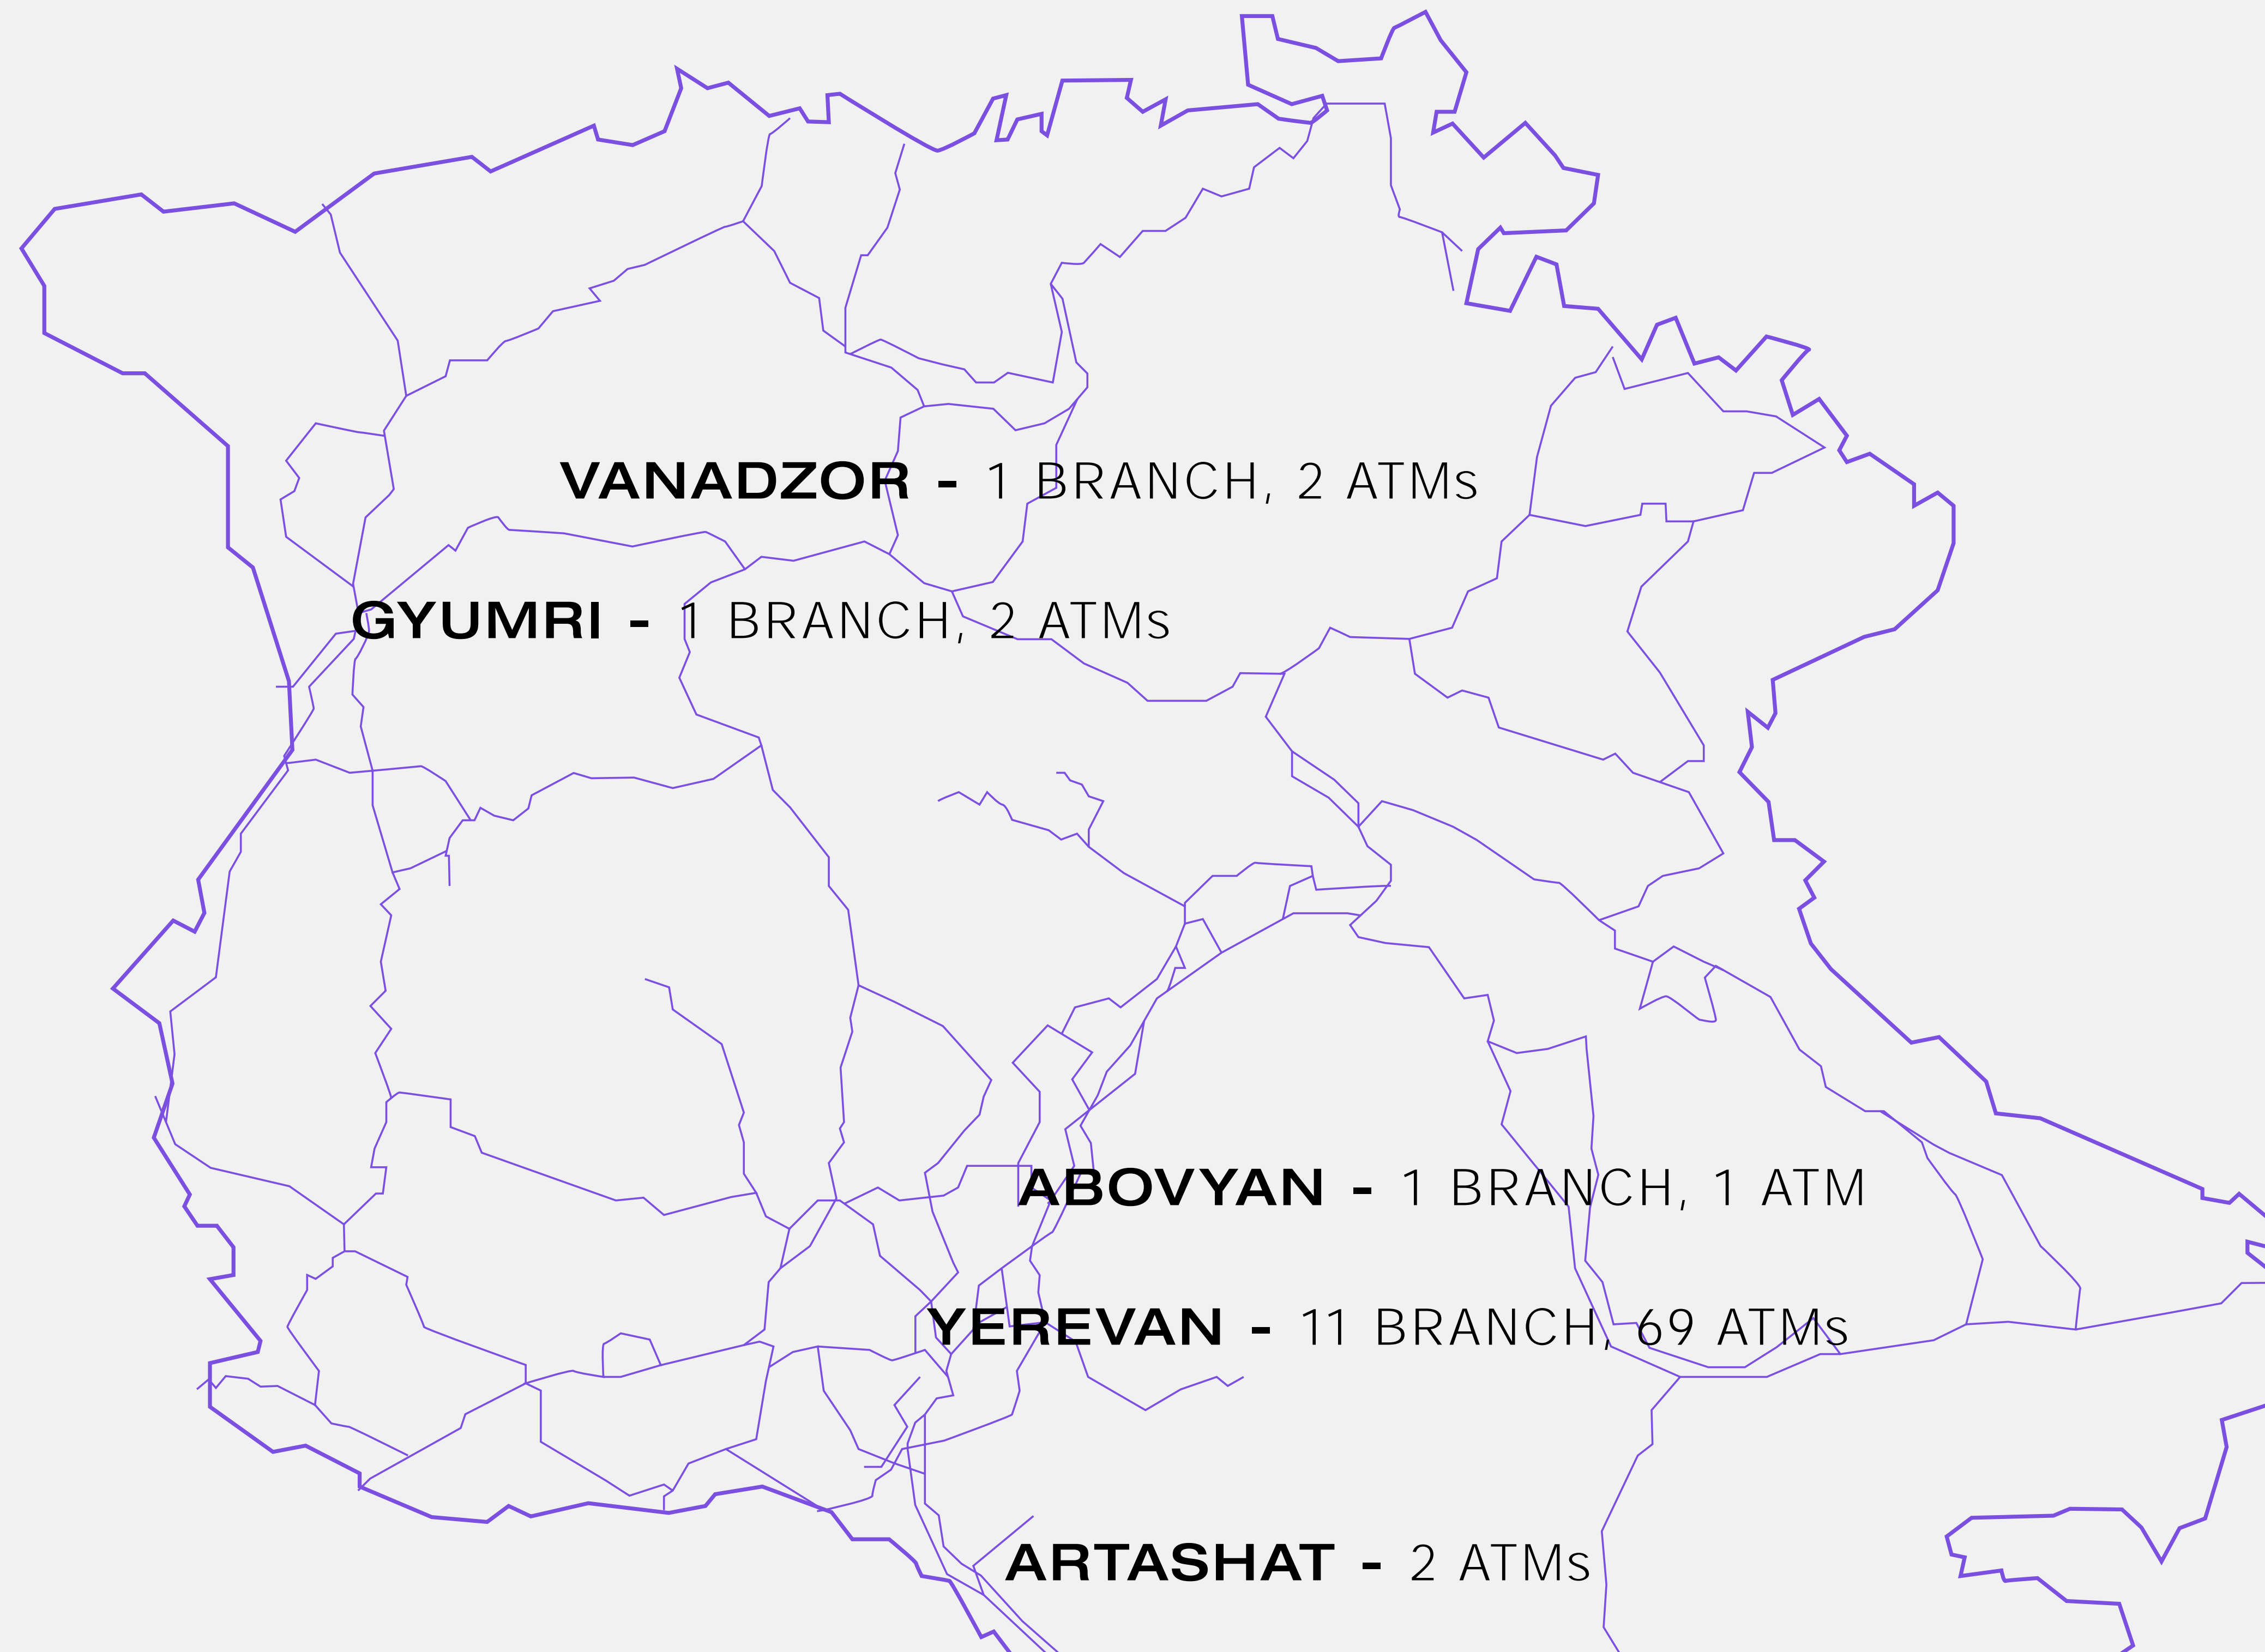 VANADZOR - 1 BRANCH, 2 ATMs
GYUMRI - 1 BRANCH, 2 ATMs
ABOVYAN - 1 BRANCH, 1 ATM
YEREVAN - 11 BRANCH, 69 ATMs
ARTASHAT - 2 ATMs